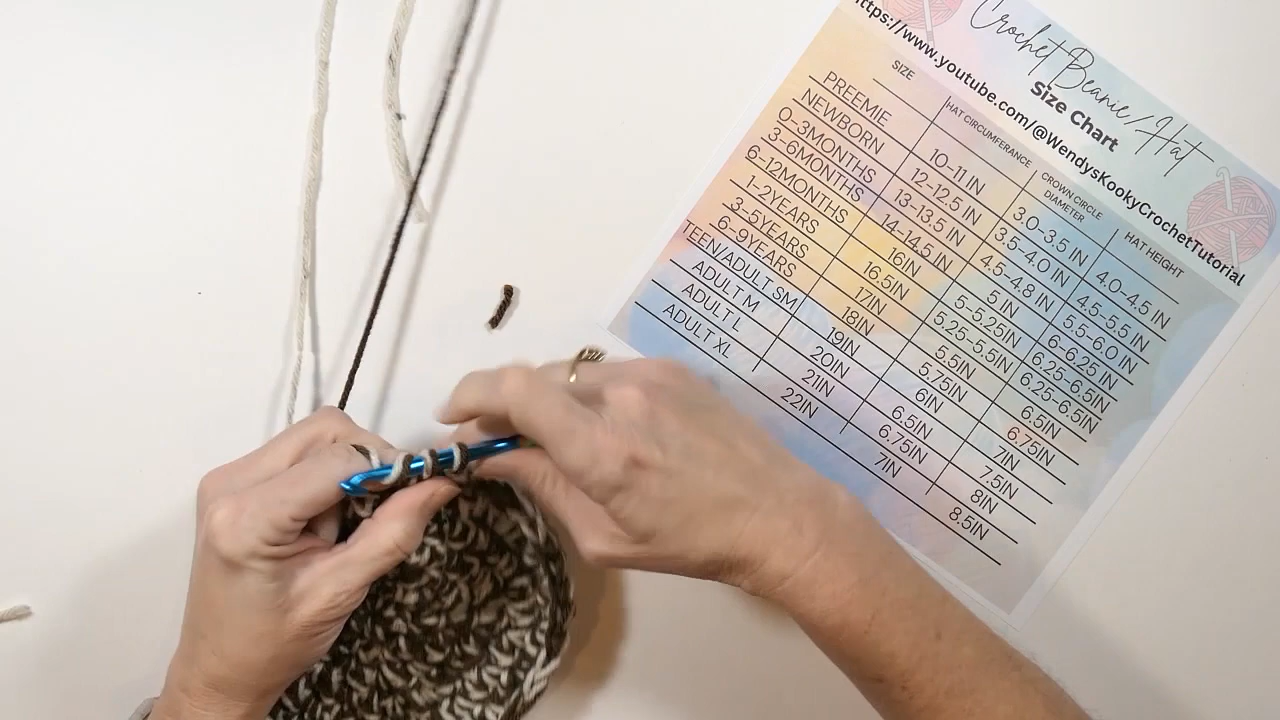 Crochet Beanie/Hat
Size Chart
https://www.youtube.com/@WendysKookyCrochetTutorial
SIZE HAT CIRCUMFERANCE CROWN CIRCLE DIAMETER HAT HEIGHT
PREEMIE 10-11 IN 3.0-3.5 IN 4.0-4.5 IN
NEWBORN 12-12.5 IN 3.5-4.0 IN 4.5-5.5 IN
0-3MONTHS 13-13.5 IN 4.5-4.8 IN 5.5-6.0 IN
3-6MONTHS 14-14.5 IN 5 IN 6-6.25 IN
6-12MONTHS 16IN 5-5.25IN 6.25-6.5IN
1-2YEARS 16.5IN 5.25-5.5IN 6.25-6.5IN
3-5YEARS 17IN 5.5IN 6.5IN
6-9YEARS 18IN 5.75IN 6.75IN
TEEN/ADULT SM 19IN 6IN 7IN
ADULT M 20IN 6.5IN 7.5IN
ADULT L 21IN 6.75IN 8IN
ADULT XL 22IN 7IN 8.5IN